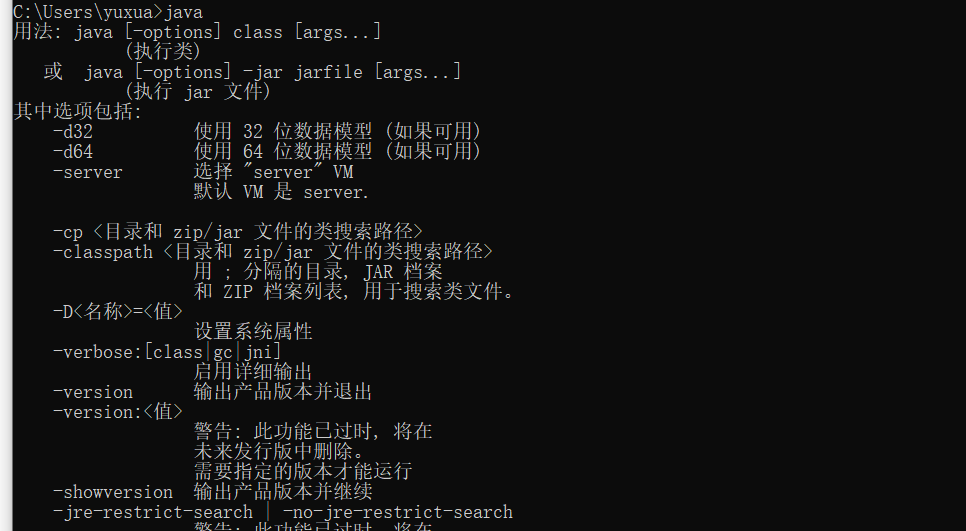 C:\Users\yuxua>java
用法: java [-options] class [args...]
(执行类)
或 java [-options] -jar jarfile [args...]
(执行 jar 文件)
其中选项包括:
-d32 使用 32 位数据模型 (如果可用)
-d64 使用 64 位数据模型 (如果可用)
-server 选择 "server" VM
默认 VM 是 server.
-cp <目录和 zip/jar 文件的类搜索路径>
-classpath <目录和 zip/jar 文件的类搜索路径>
用 ; 分隔的目录, JAR 档案
和 ZIP 档案列表, 用于搜索类文件。
-D<名称>=<值>
设置系统属性
-verbose:[class|gc|jni]
启用详细输出
-version 输出产品版本并退出
-version:<值>
警告: 此功能已过时, 将在
未来发行版中删除。
需要指定的版本才能运行
-showversion 输出产品版本并继续
-jre-restrict-search | -no-jre-restrict-search
警告: 此功能已过时, 将在